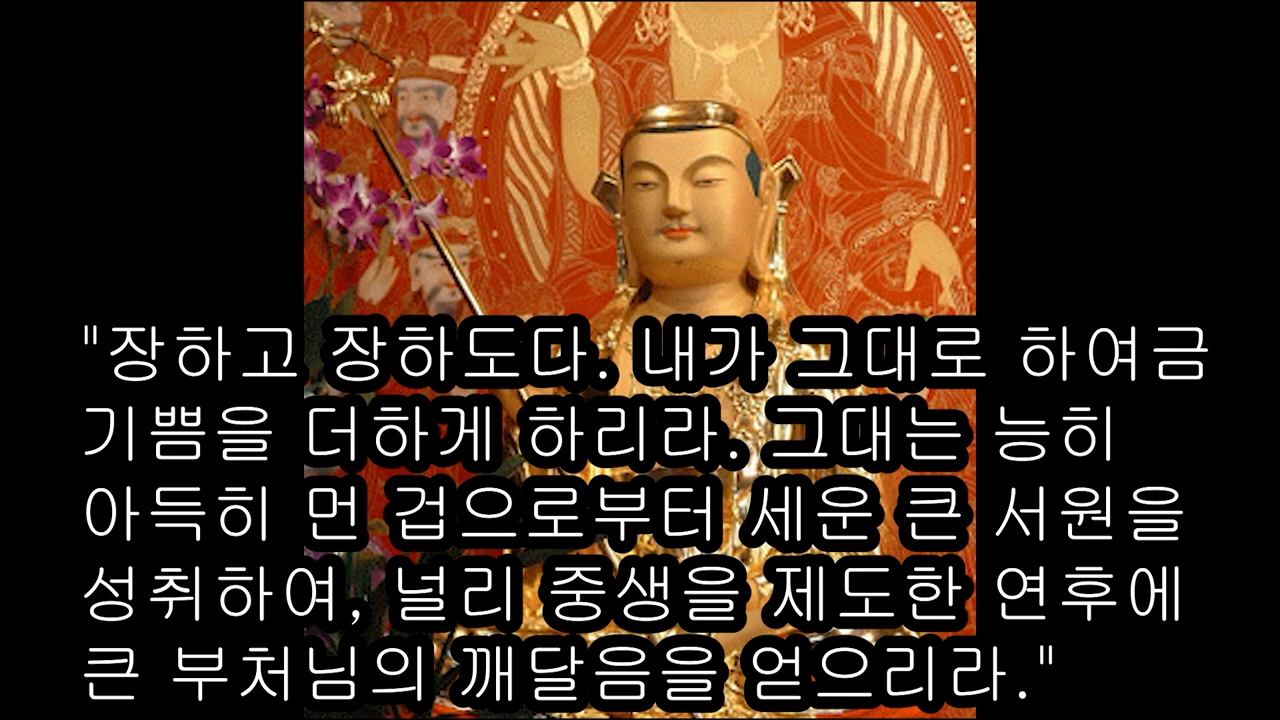 "장하고 장하도다. 내가 그대로 하여금
기쁨을 더하게 하리라. 그대는 능히
아득히 먼 겁으로부터 세운 큰 서원을
성취하여, 널리 중생을 제도한 연후에
큰 부처님의 깨달음을 얻으리라."